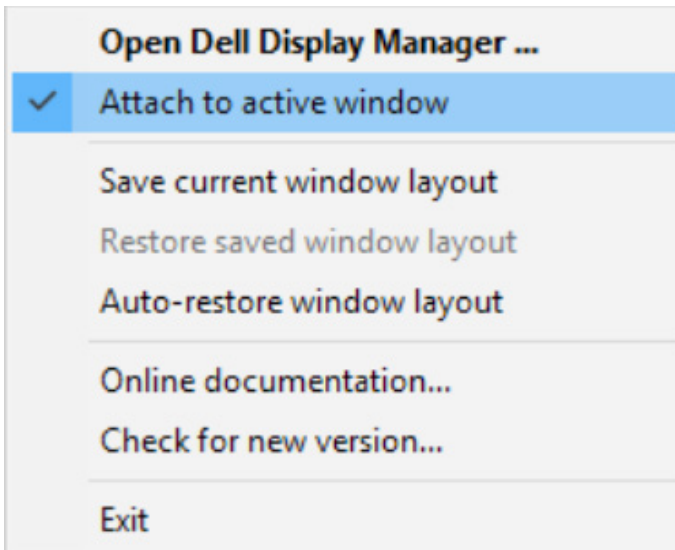 Open Dell Display Manager ...
Attach to active window
Save current window layout
Restore saved window layout
Auto-restore window layout
Online documentation...
Check for new version...
Exit